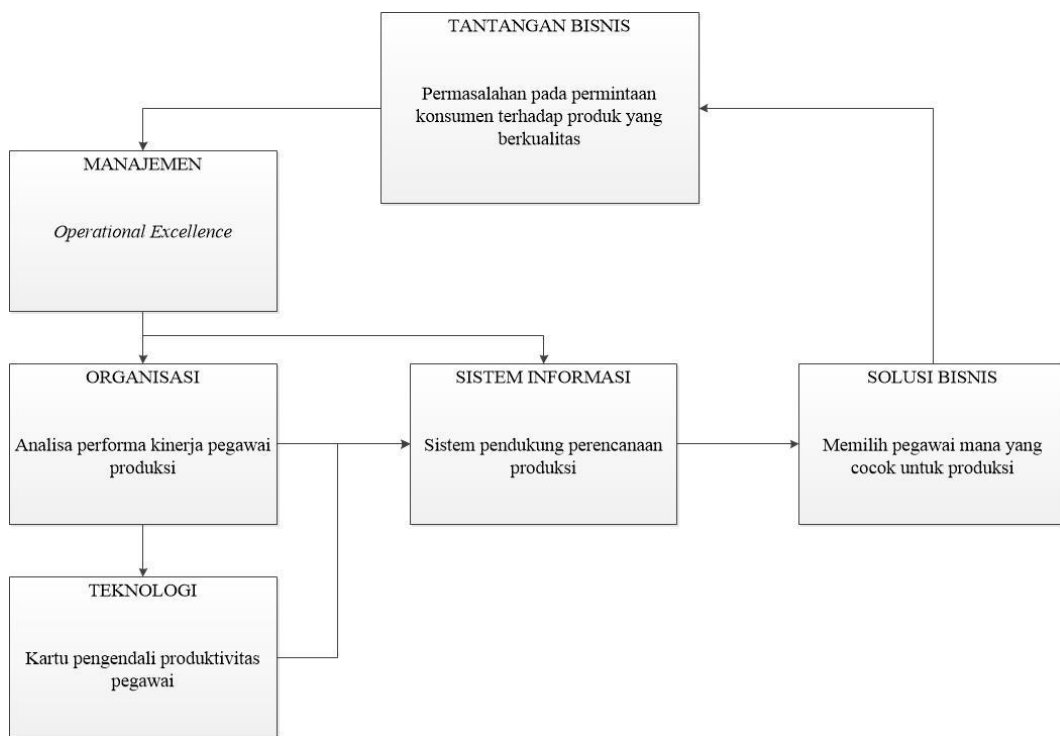 TANTANGAN BISNIS
Permasalahan pada permintaan
konsumen terhadap produk yang
berkualitas
MANAJEMEN
Operational Excellence
ORGANISASI
Analisa performa kinerja pegawai
produksi
SISTEM INFORMASI
Sistem pendukung perencanaan
produksi
SOLUSI BISNIS
Memilih pegawai mana yang
cocok untuk produksi
TEKNOLOGI
Kartu pengendali produktivitas
pegawai